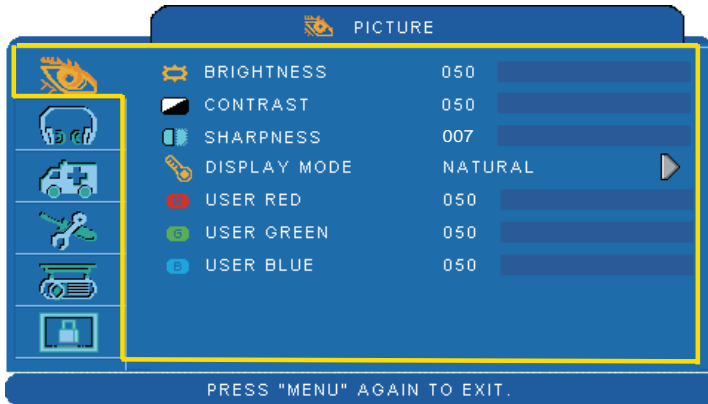 PICTURE
BRIGHTNESS 050
CONTRAST 050
SHARPNESS 007
DISPLAY MODE NATURAL
R USER RED 050
G USER GREEN 050
B USER BLUE 050
PRESS "MENU" AGAIN TO EXIT.